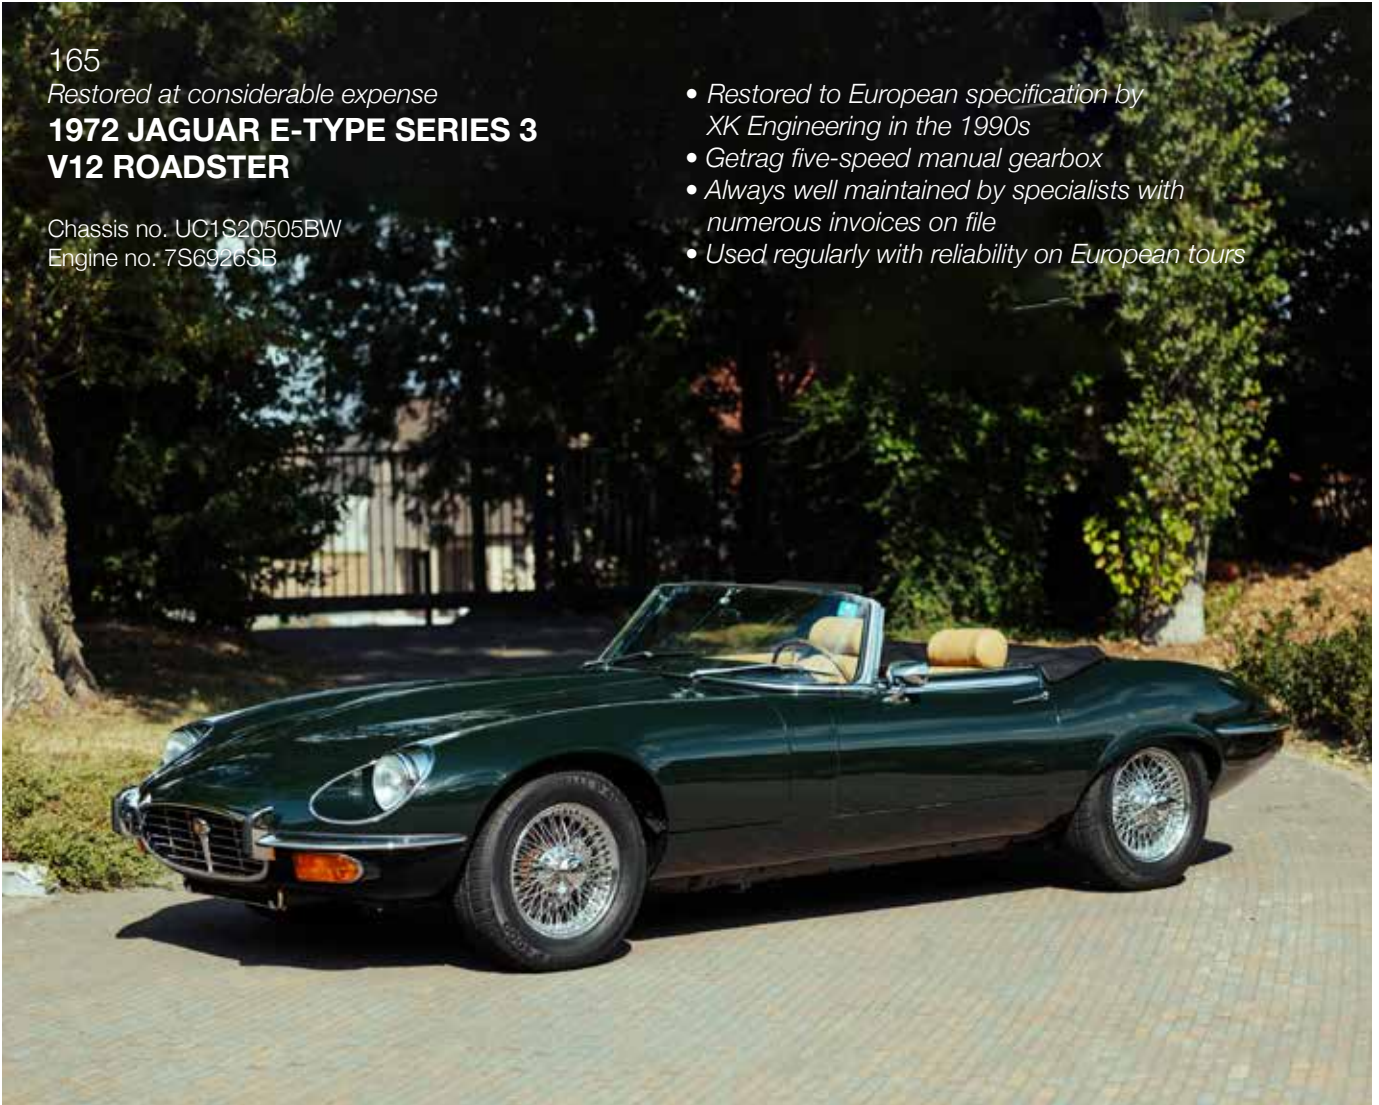 165
Restored at considerable expense
1972 JAGUAR E-TYPE SERIES 3
V12 ROADSTER
Chassis no. UC1S20505BW
Engine no. 7S6926SB
• Restored to European specification by
XK Engineering in the 1990s
• Getrag five-speed manual gearbox
• Always well maintained by specialists with
numerous invoices on file
• Used regularly with reliability on European tours